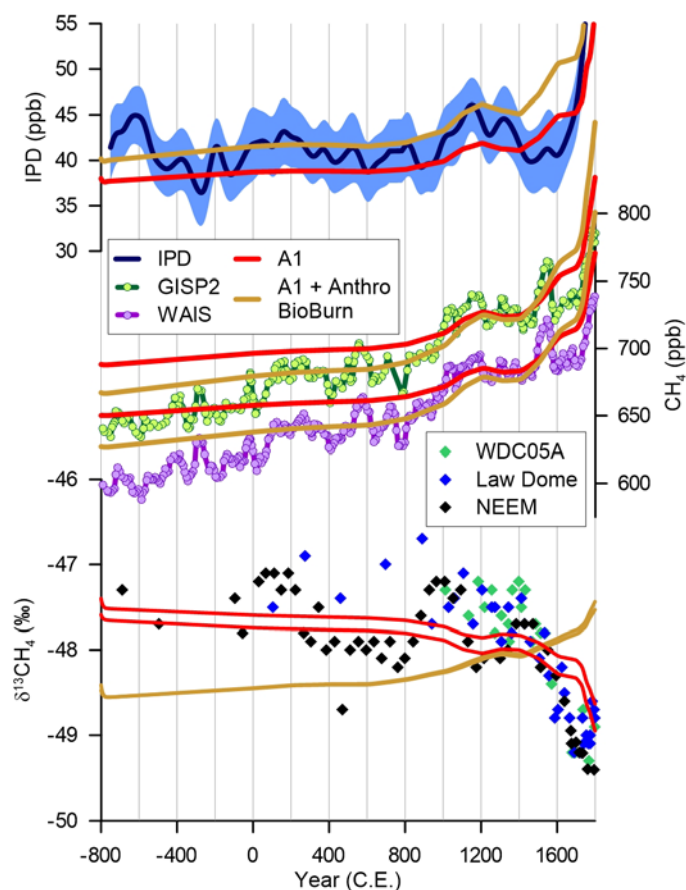 55
50
45
40
35
30
IPD (ppb)
IPD
GISP2
WAIS
A1
A1 + Anthro
BioBurn
800
750
700
650
600
CH₄ (ppb)
WDC05A
Law Dome
NEEM
-46
-47
-48
-49
-50
δ¹³CH₄ (‰)
-800 -400 0 400 800 1200 1600
Year (C.E.)